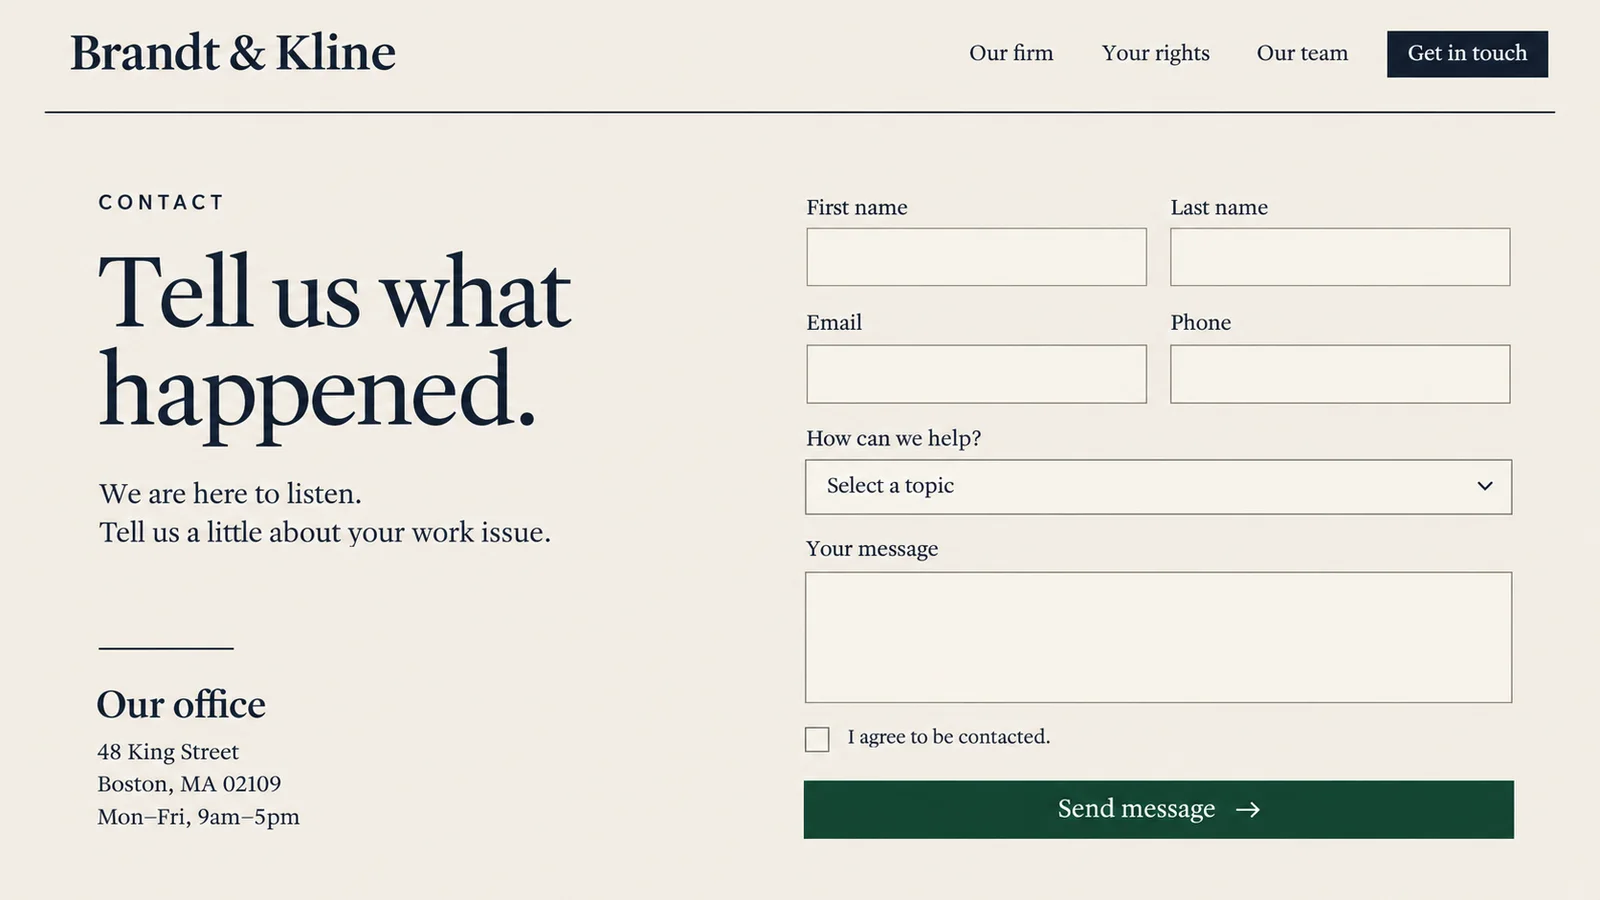 Brandt & Kline
Our firm
Your rights
Our team
Get in touch
CONTACT
Tell us what
happened.
We are here to listen.
Tell us a little about your work issue.
Our office
48 King Street
Boston, MA 02109
Mon–Fri, 9am–5pm
First name
Last name
Email
Phone
How can we help?
Select a topic
Your message
I agree to be contacted.
Send message →